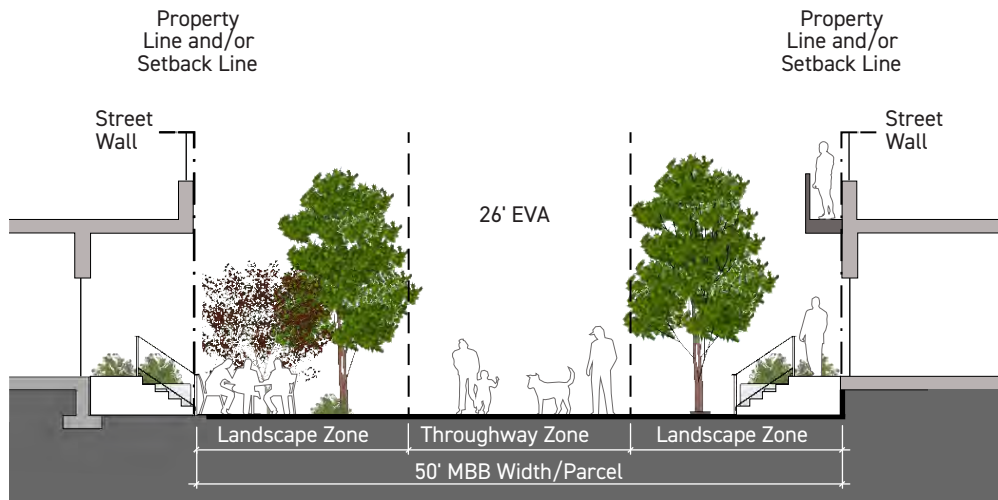 Property
Line and/or
Setback Line
Property
Line and/or
Setback Line
Street
Wall
Street
Wall
26' EVA
Landscape Zone
Throughway Zone
Landscape Zone
50' MBB Width/Parcel